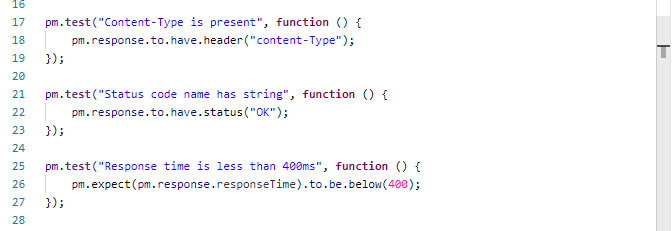 16
17 pm.test("Content-Type is present", function () {
18     pm.response.to.have.header("content-Type");
19 });
20
21 pm.test("Status code name has string", function () {
22     pm.response.to.have.status("OK");
23 });
24
25 pm.test("Response time is less than 400ms", function () {
26     pm.expect(pm.response.responseTime).to.be.below(400);
27 });
28